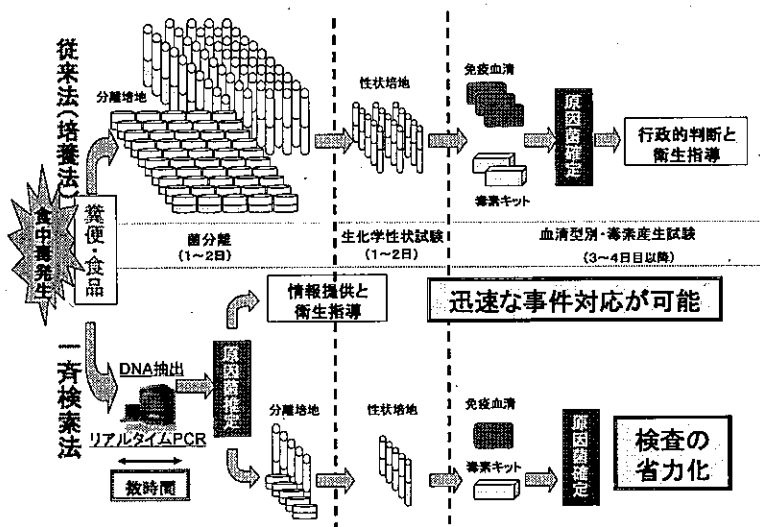 従来法(培養法)
分離培地
性状培地
免疫血清
毒素キット
原因菌確定
行政的判断と
衛生指導
食中毒発生
糞便・食品
菌分離
(1～2日)
生化学性状試験
(1～2日)
血清型別・毒素産生試験
(3～4日目以降)
情報提供と
衛生指導
迅速な事件対応が可能
一斉検索法
DNA抽出
リアルタイムPCR
数時間
原因菌推定
分離培地
性状培地
免疫血清
毒素キット
原因菌確定
検査の
省力化